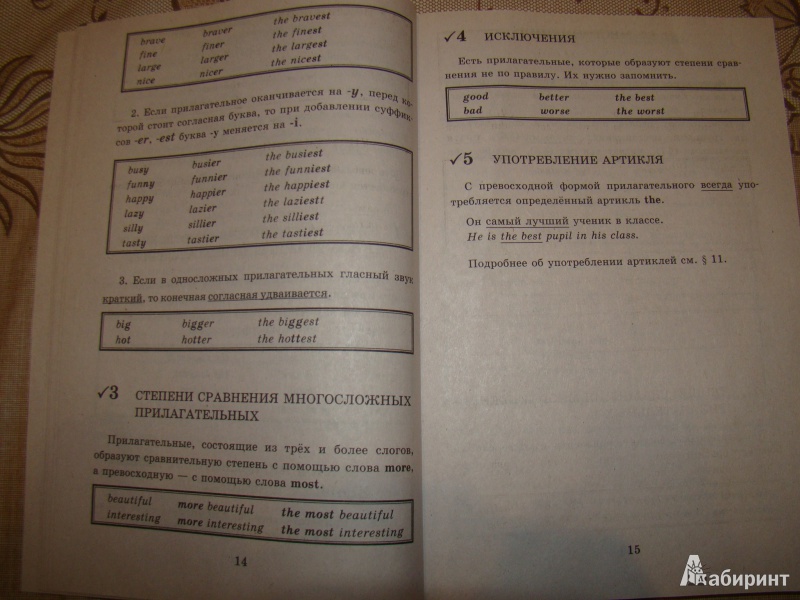 brave braver the bravest
fine finer the finest
large larger the largest
nice nicer the nicest
2. Если прилагательное оканчивается на -y, перед ко-
торой стоит согласная буква, то при добавлении суффик-
сов -er, -est буква -y меняется на -i.
busy busier the busiest
funny funnier the funniest
happy happier the happiest
lazy lazier the laziestt
silly sillier the silliest
tasty tastier the tastiest
3. Если в односложных прилагательных гласный звук
краткий, то конечная согласная удваивается.
big bigger the biggest
hot hotter the hottest
✓3 СТЕПЕНИ СРАВНЕНИЯ МНОГОСЛОЖНЫХ
ПРИЛАГАТЕЛЬНЫХ
Прилагательные, состоящие из трёх и более слогов,
образуют сравнительную степень с помощью слова more,
а превосходную — с помощью слова most.
beautiful more beautiful the most beautiful
interesting more interesting the most interesting
14
✓4 ИСКЛЮЧЕНИЯ
Есть прилагательные, которые образуют степени срав-
нения не по правилу. Их нужно запомнить.
good better the best
bad worse the worst
✓5 УПОТРЕБЛЕНИЕ АРТИКЛЯ
С превосходной формой прилагательного всегда упо-
требляется определённый артикль the.
Он самый лучший ученик в классе.
He is the best pupil in his class.
Подробнее об употреблении артиклей см. § 11.
15
Лабиринт